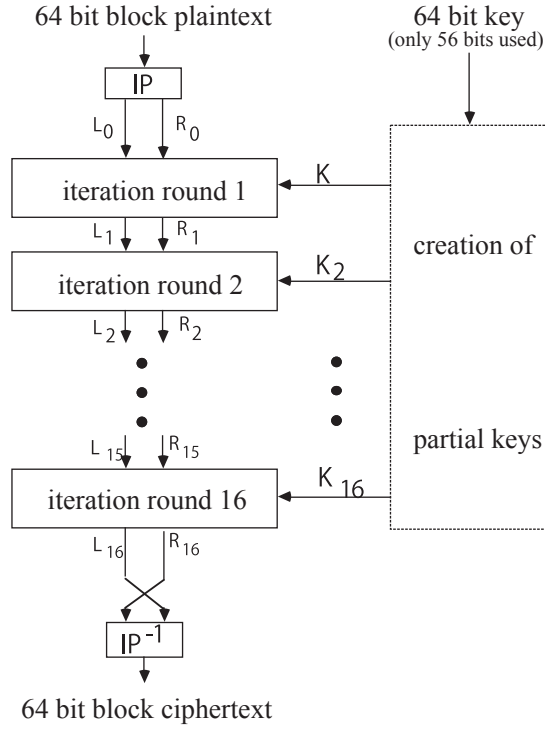 64 bit block plaintext
64 bit key
(only 56 bits used)
IP
L0 R0
iteration round 1
K
L1 R1
creation of
iteration round 2
K2
L2 R2
partial keys
L15 R15
iteration round 16
K16
L16 R16
IP-1
64 bit block ciphertext